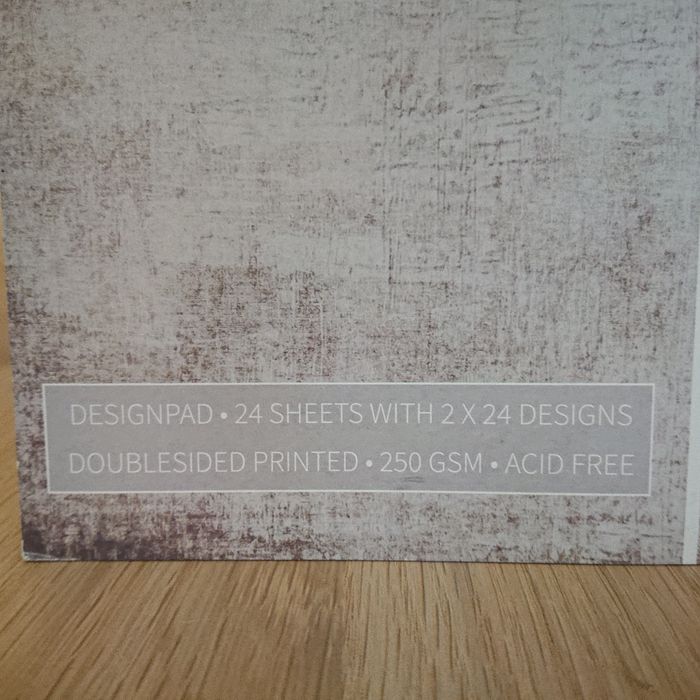 DESIGNPAD • 24 SHEETS WITH 2 X 24 DESIGNS
DOUBLESIDED PRINTED • 250 GSM • ACID FREE